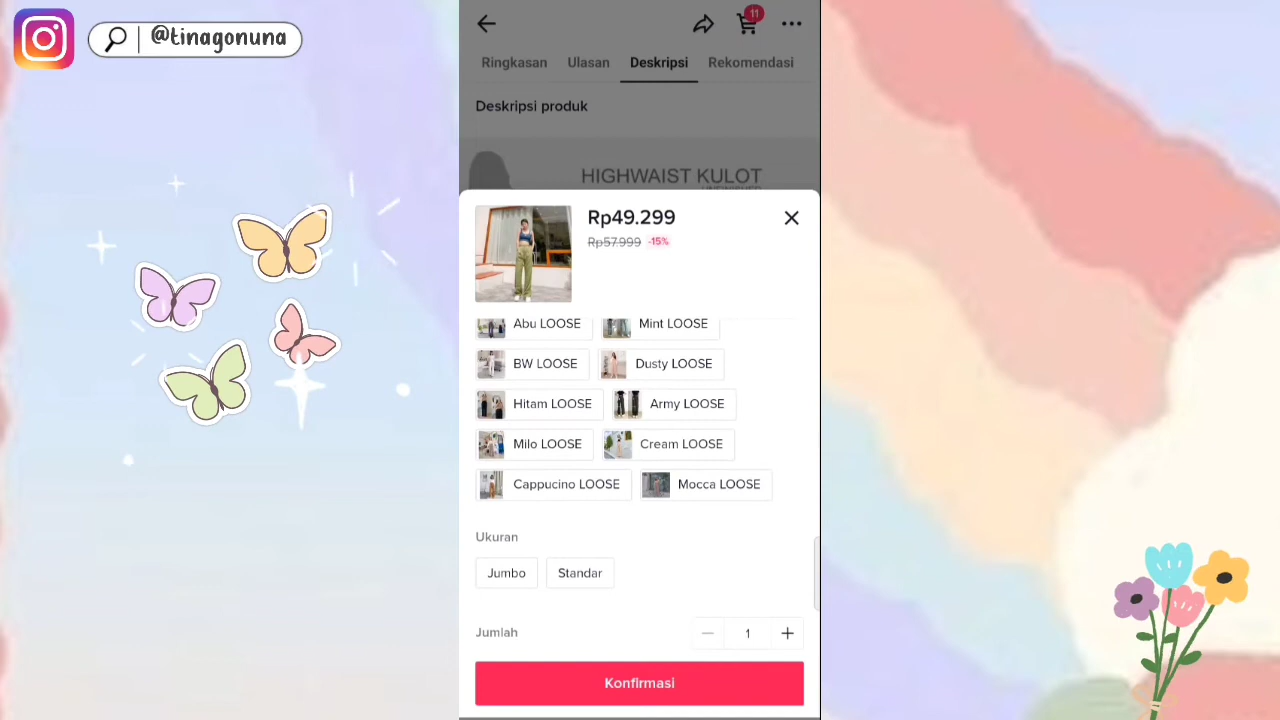 @tinagonuna
11
Ringkasan Ulasan Deskripsi Rekomendasi
Deskripsi produk
HIGHWAIST KULOT
Rp49.299
Rp57.999 -15%
Abu LOOSE Mint LOOSE
BW LOOSE Dusty LOOSE
Hitam LOOSE Army LOOSE
Milo LOOSE Cream LOOSE
Cappucino LOOSE Mocca LOOSE
Ukuran
Jumbo Standar
Jumlah 1
Konfirmasi